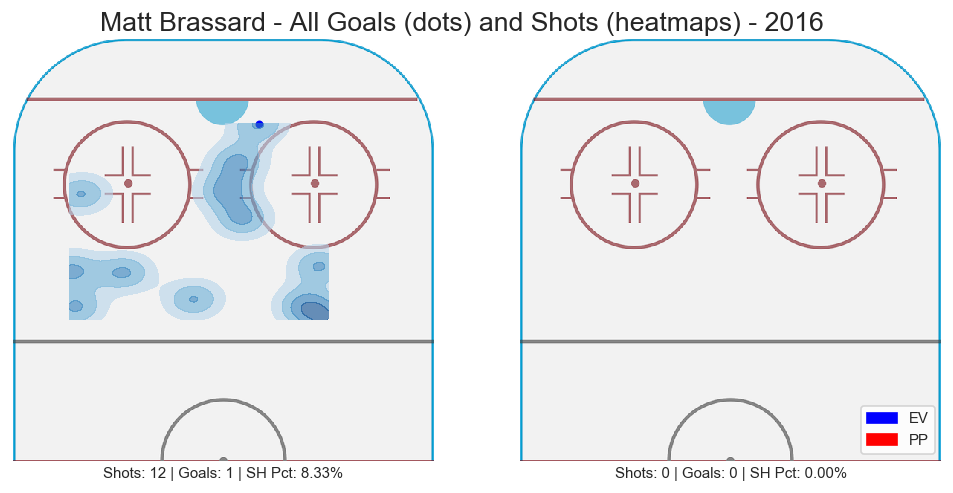 Matt Brassard - All Goals (dots) and Shots (heatmaps) - 2016
EV
PP
Shots: 12 | Goals: 1 | SH Pct: 8.33%
Shots: 0 | Goals: 0 | SH Pct: 0.00%